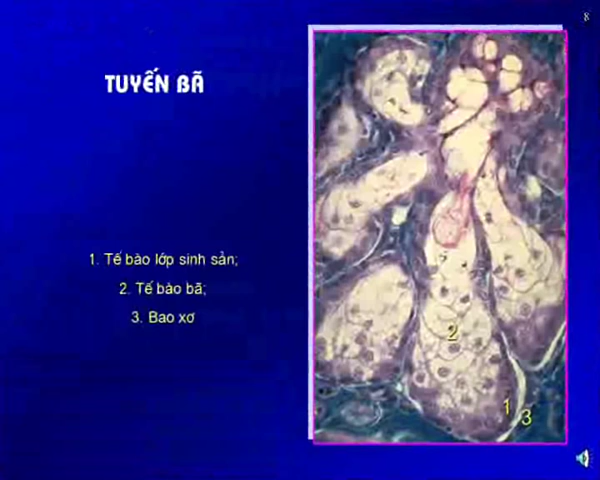 8
TUYẾN BÃ
1. Tế bào lớp sinh sản;
2. Tế bào bã;
3. Bao xơ
2
1
3